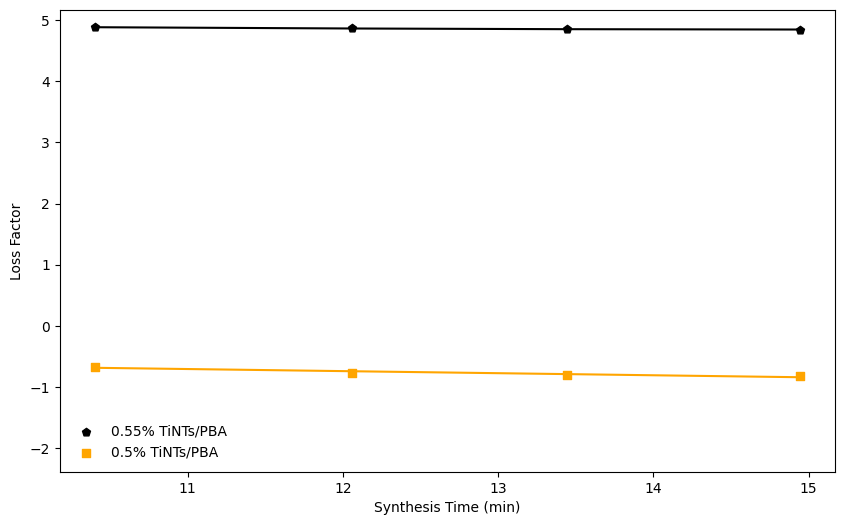 5
4
3
2
1
0
−1
−2
Loss Factor
0.55% TiNTs/PBA
0.5% TiNTs/PBA
11 12 13 14 15
Synthesis Time (min)